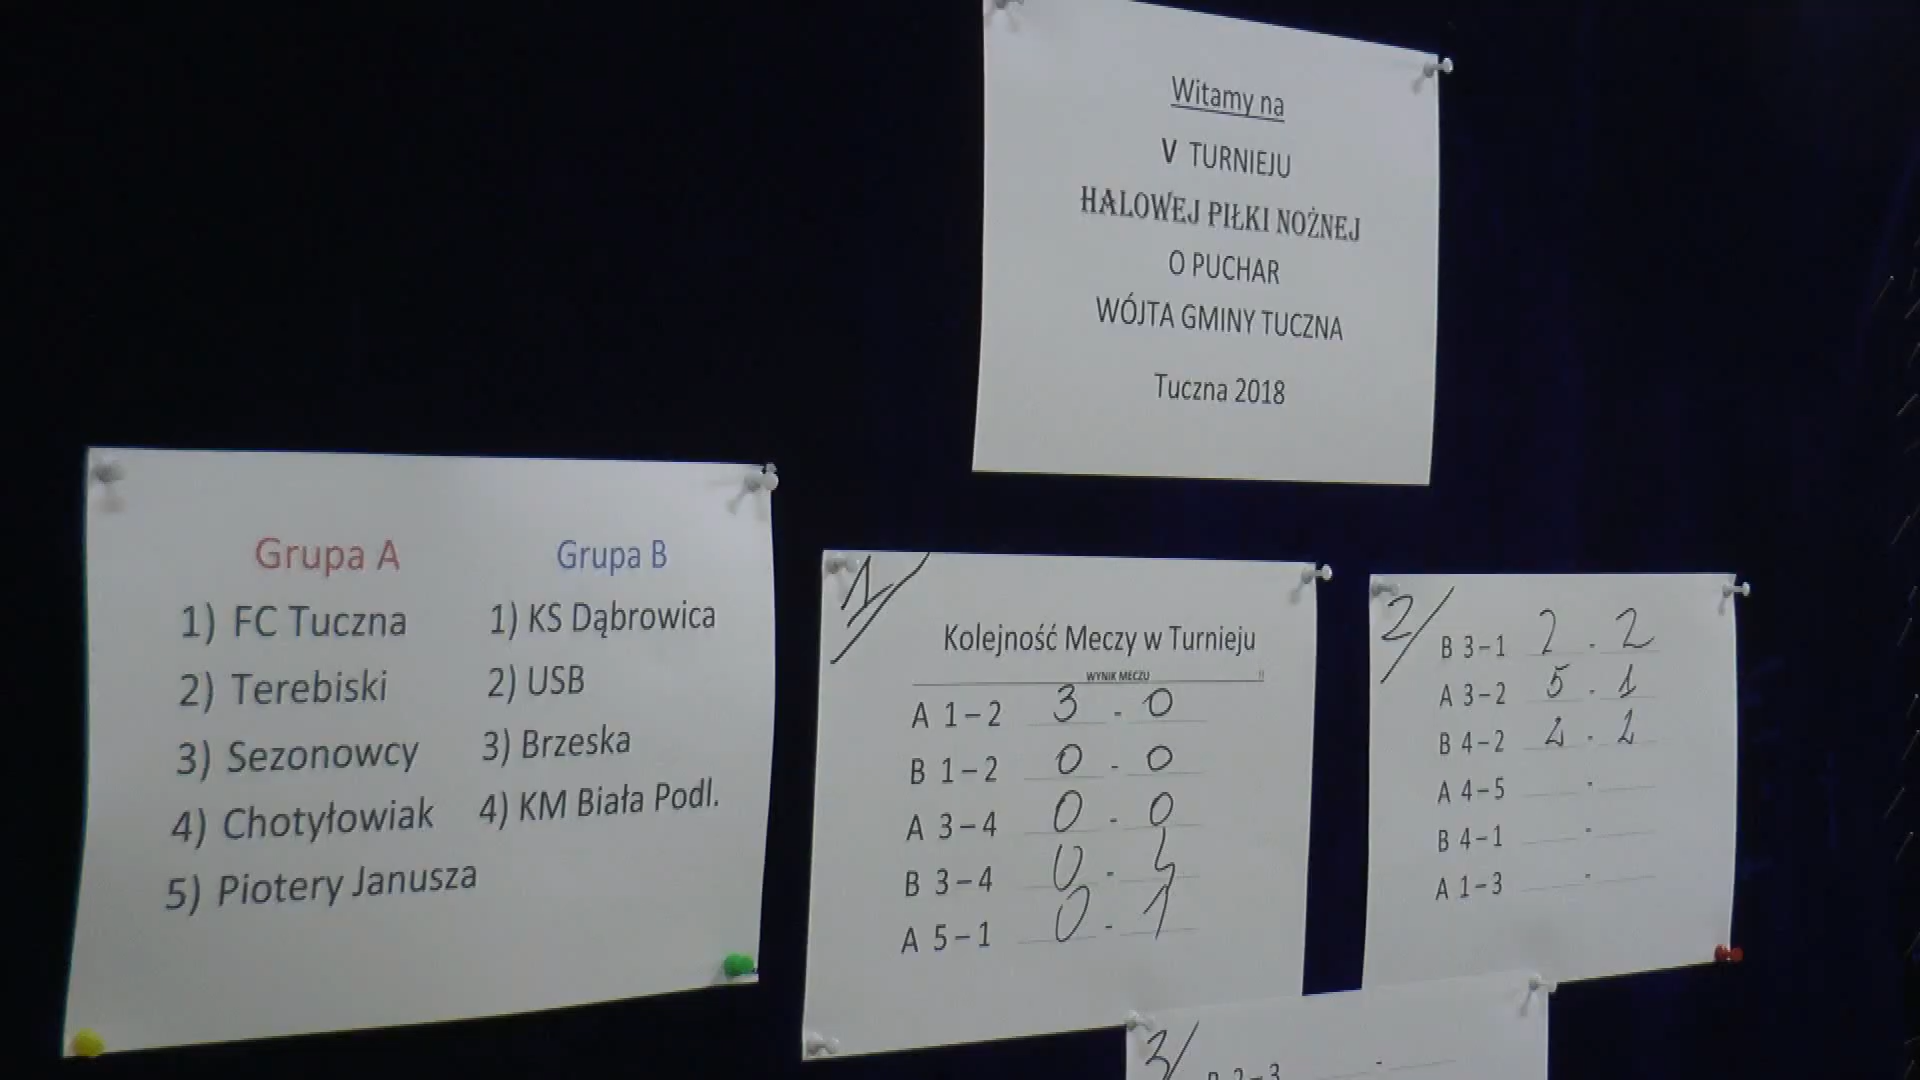 Witamy na
V TURNIEJU
HALOWEJ PIŁKI NOŻNEJ
O PUCHAR
WÓJTA GMINY TUCZNA
Tuczna 2018
Grupa A
1) FC Tuczna
2) Terebiski
3) Sezonowcy
4) Chotyłowiak
5) Piotery Janusza
Grupa B
1) KS Dąbrowica
2) USB
3) Brzeska
4) KM Biała Podl.
1/
Kolejność Meczy w Turnieju
WYNIK MECZU
A 1-2 3 - 0
B 1-2 0 - 0
A 3-4 0 - 0
B 3-4 0 -
A 5-1 0 - 1
2/
B 3-1 2 - 2
A 3-2 5 - 1
B 4-2
A 4-5 -
B 4-1 -
A 1-3 -
3/